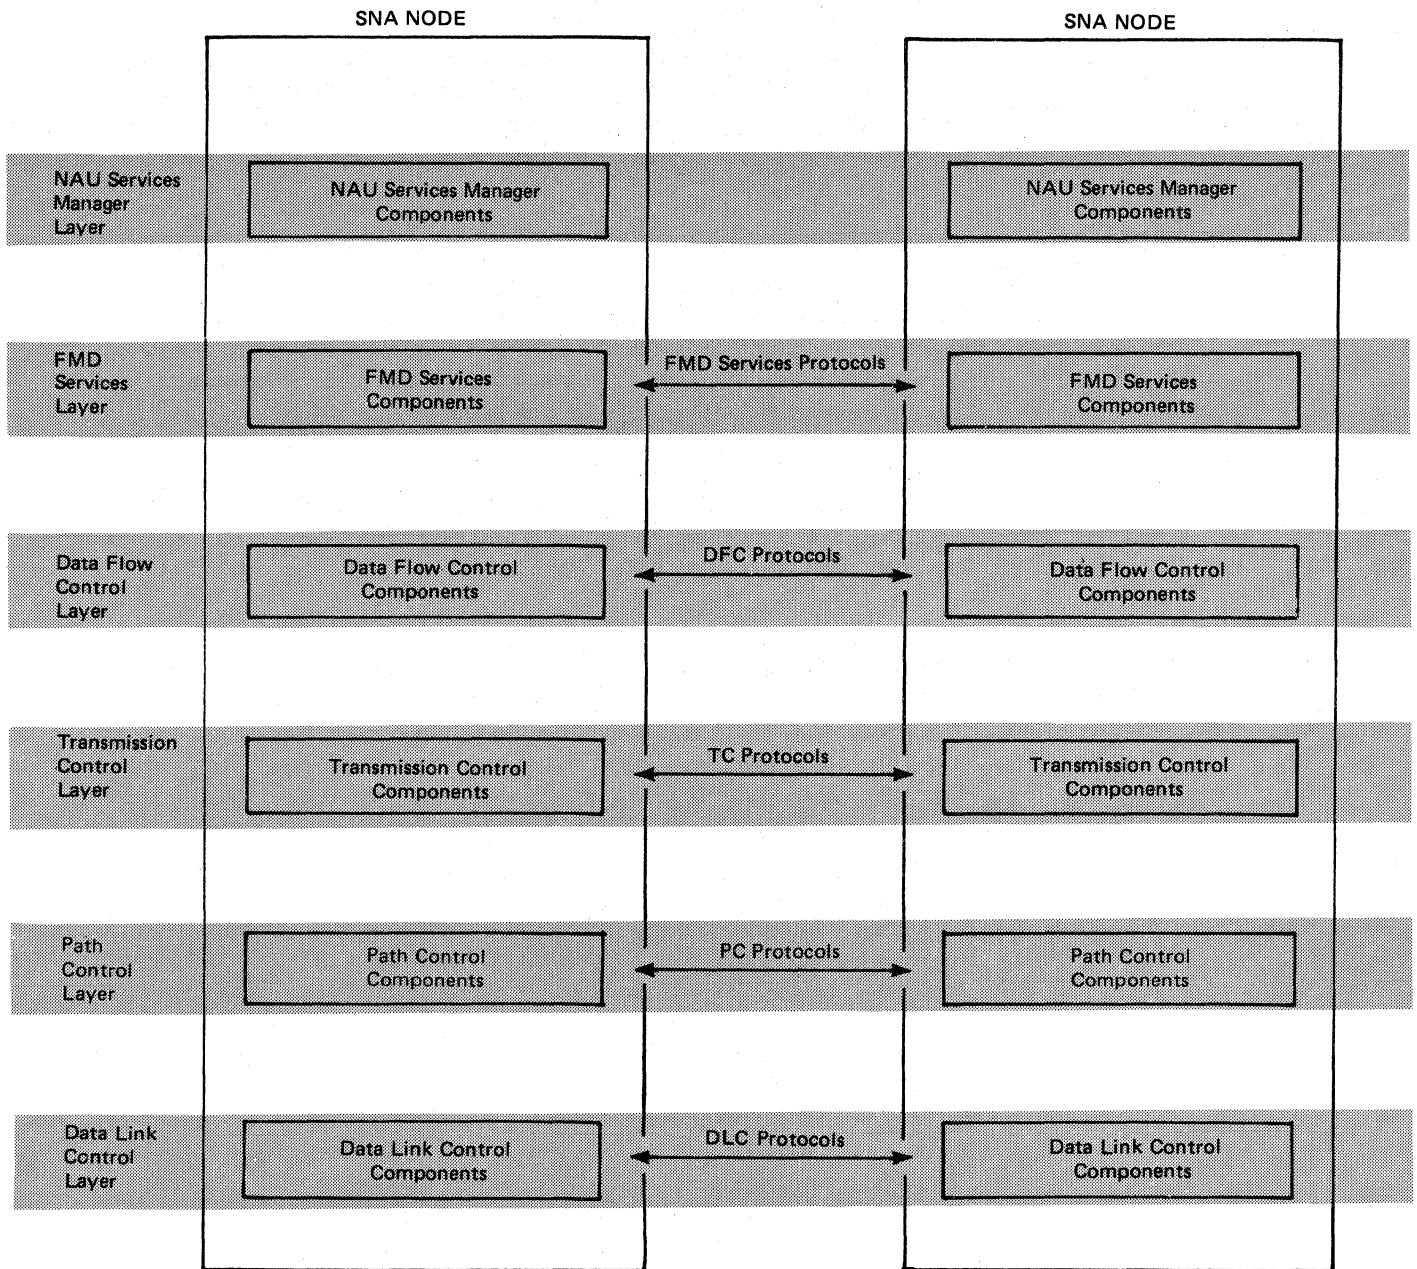 SNA NODE
SNA NODE
NAU Services
Manager
Layer
NAU Services Manager
Components
NAU Services Manager
Components
FMD
Services
Layer
FMD Services
Components
FMD Services Protocols
FMD Services
Components
Data Flow
Control
Layer
Data Flow Control
Components
DFC Protocols
Data Flow Control
Components
Transmission
Control
Layer
Transmission Control
Components
TC Protocols
Transmission Control
Components
Path
Control
Layer
Path Control
Components
PC Protocols
Path Control
Components
Data Link
Control
Layer
Data Link Control
Components
DLC Protocols
Data Link Control
Components